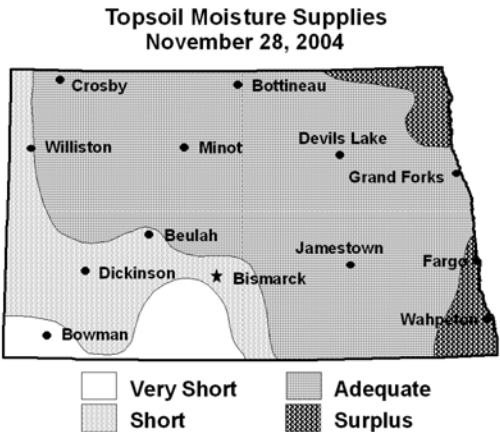 Topsoil Moisture Supplies
November 28, 2004
Crosby
Bottineau
Williston
Minot
Devils Lake
Grand Forks
Beulah
Jamestown
Fargo
Dickinson
Bismarck
Wahpeton
Bowman
Very Short
Adequate
Short
Surplus